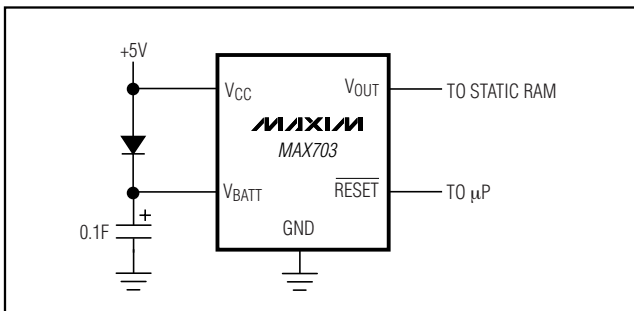 +5V
VCC
VOUT
TO STATIC RAM
MAXIM
MAX703
VBATT
RESET
TO μP
+
0.1F
GND